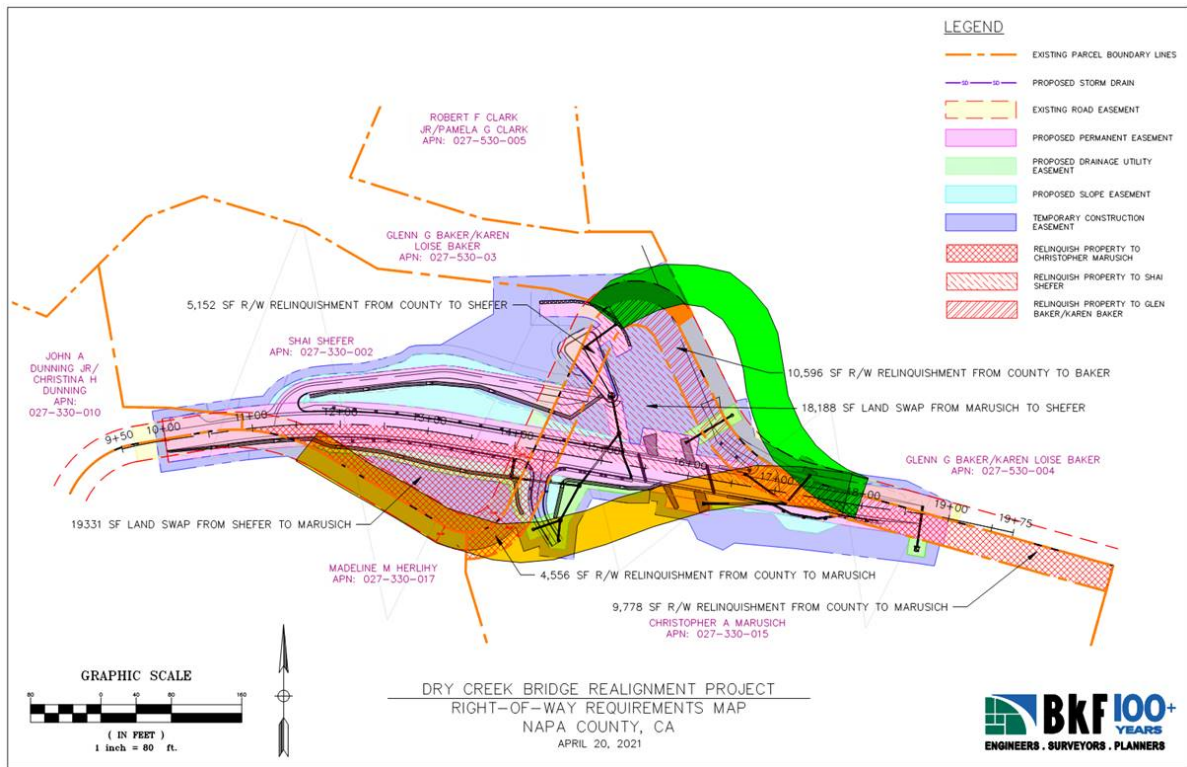 LEGEND
EXISTING PARCEL BOUNDARY LINES
SD
SD
PROPOSED STORM DRAIN
EXISTING ROAD EASEMENT
PROPOSED PERMANENT EASEMENT
PROPOSED DRAINAGE UTILITY
EASEMENT
PROPOSED SLOPE EASEMENT
TEMPORARY CONSTRUCTION
EASEMENT
RELINQUISH PROPERTY TO
CHRISTOPHER MARUSICH
RELINQUISH PROPERTY TO SHAI
SHEFER
RELINQUISH PROPERTY TO GLEN
BAKER/KAREN BAKER
ROBERT F CLARK
JR/PAMELA G CLARK
APN: 027-530-005
GLENN G BAKER/KAREN
LOISE BAKER
APN: 027-530-03
5,152 SF R/W RELINQUISHMENT FROM COUNTY TO SHEFER
SHAI SHEFER
APN: 027-330-002
JOHN A
DUNNING JR/
CHRISTINA H
DUNNING
APN:
027-330-010
10,596 SF R/W RELINQUISHMENT FROM COUNTY TO BAKER
18,188 SF LAND SWAP FROM MARUSICH TO SHEFER
9+50
10+00
11+00
12+00
13+00
16+00
17+00
18+00
19+00
19+75
GLENN G BAKER/KAREN LOISE BAKER
APN: 027-530-004
19331 SF LAND SWAP FROM SHEFER TO MARUSICH
MADELINE M HERLIHY
APN: 027-330-017
4,556 SF R/W RELINQUISHMENT FROM COUNTY TO MARUSICH
9,778 SF R/W RELINQUISHMENT FROM COUNTY TO MARUSICH
CHRISTOPHER A MARUSICH
APN: 027-330-015
GRAPHIC SCALE
80 0 40 80 160
( IN FEET )
1 inch = 80 ft.
DRY CREEK BRIDGE REALIGNMENT PROJECT
RIGHT-OF-WAY REQUIREMENTS MAP
NAPA COUNTY, CA
APRIL 20, 2021
BKF 100+
YEARS
ENGINEERS . SURVEYORS . PLANNERS